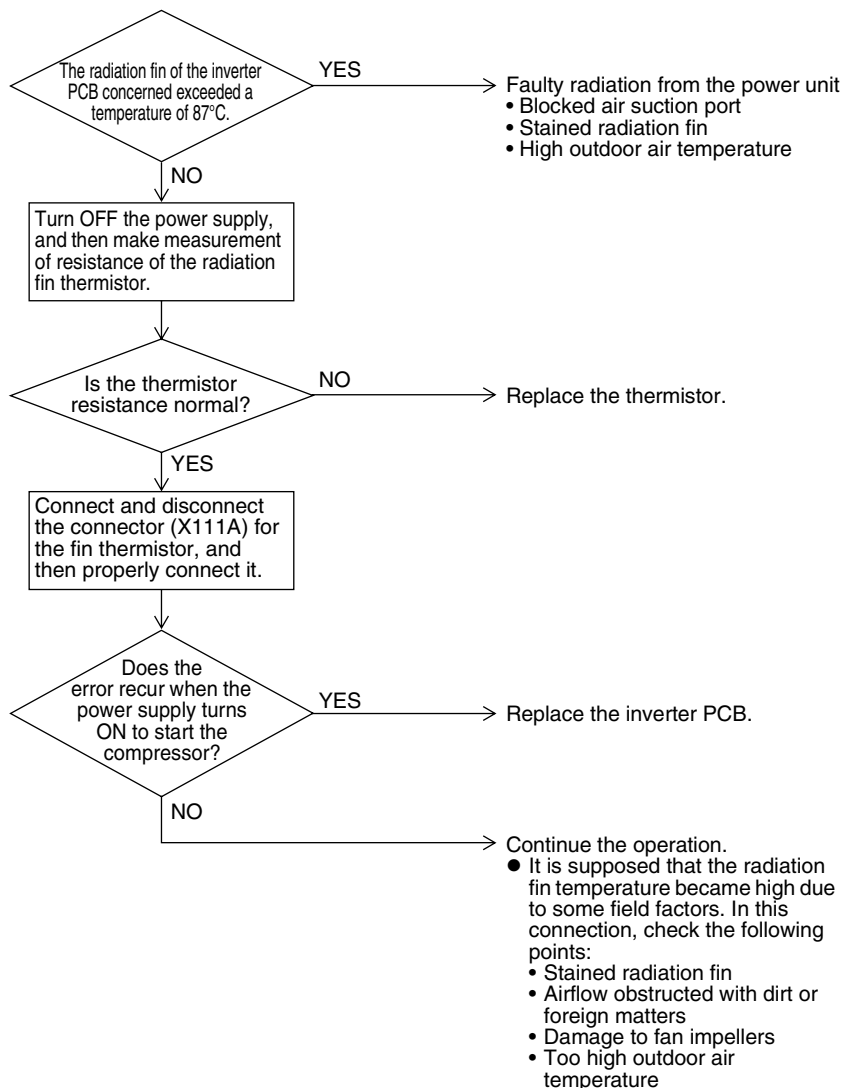 The radiation fin of the inverter
PCB concerned exceeded a
temperature of 87°C.
YES
Faulty radiation from the power unit
• Blocked air suction port
• Stained radiation fin
• High outdoor air temperature
NO
Turn OFF the power supply,
and then make measurement
of resistance of the radiation
fin thermistor.
Is the thermistor
resistance normal?
NO
Replace the thermistor.
YES
Connect and disconnect
the connector (X111A) for
the fin thermistor, and
then properly connect it.
Does the
error recur when the
power supply turns
ON to start the
compressor?
YES
Replace the inverter PCB.
NO
Continue the operation.
● It is supposed that the radiation
fin temperature became high due
to some field factors. In this
connection, check the following
points:
• Stained radiation fin
• Airflow obstructed with dirt or
foreign matters
• Damage to fan impellers
• Too high outdoor air
temperature